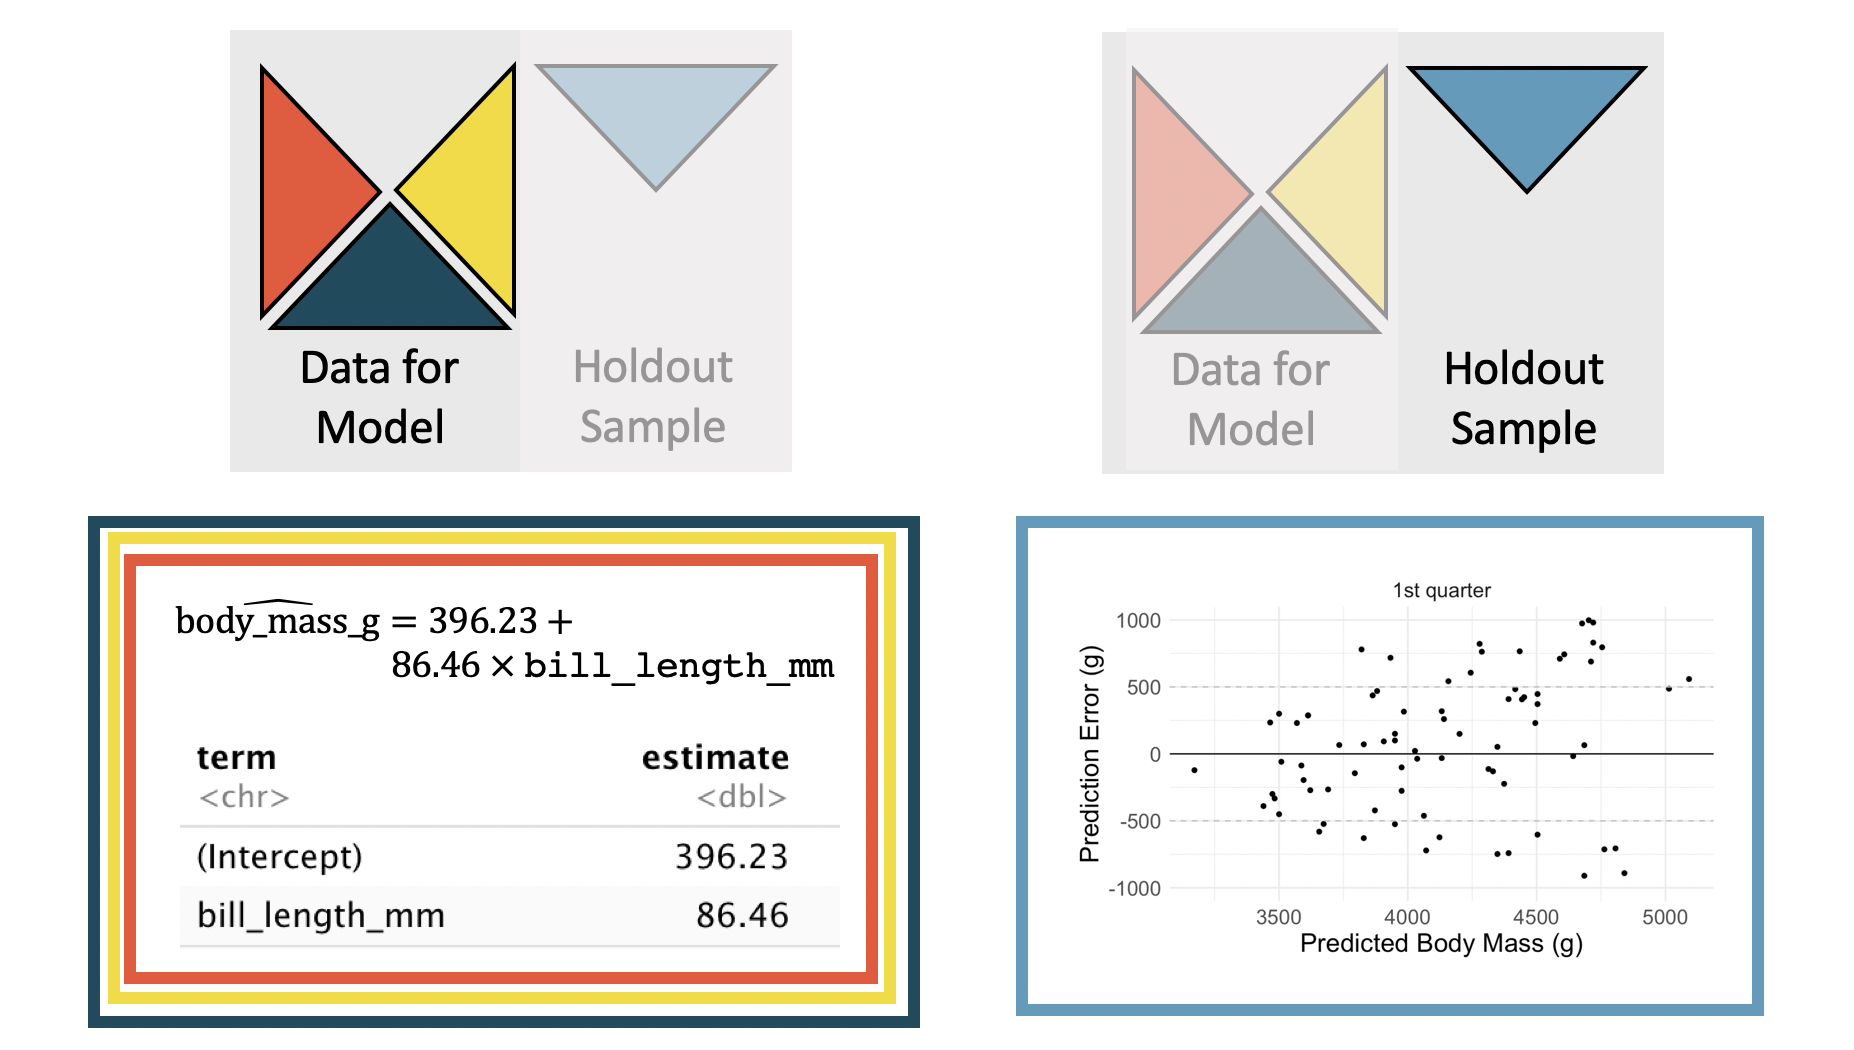 Data for
Model
Holdout
Sample
Data for
Model
Holdout
Sample
body_mass_g = 396.23 +
86.46 × bill_length_mm
term estimate
<chr> <dbl>
(Intercept) 396.23
bill_length_mm 86.46
1st quarter
1000
500
0
-500
-1000
Prediction Error (g)
3500 4000 4500 5000
Predicted Body Mass (g)